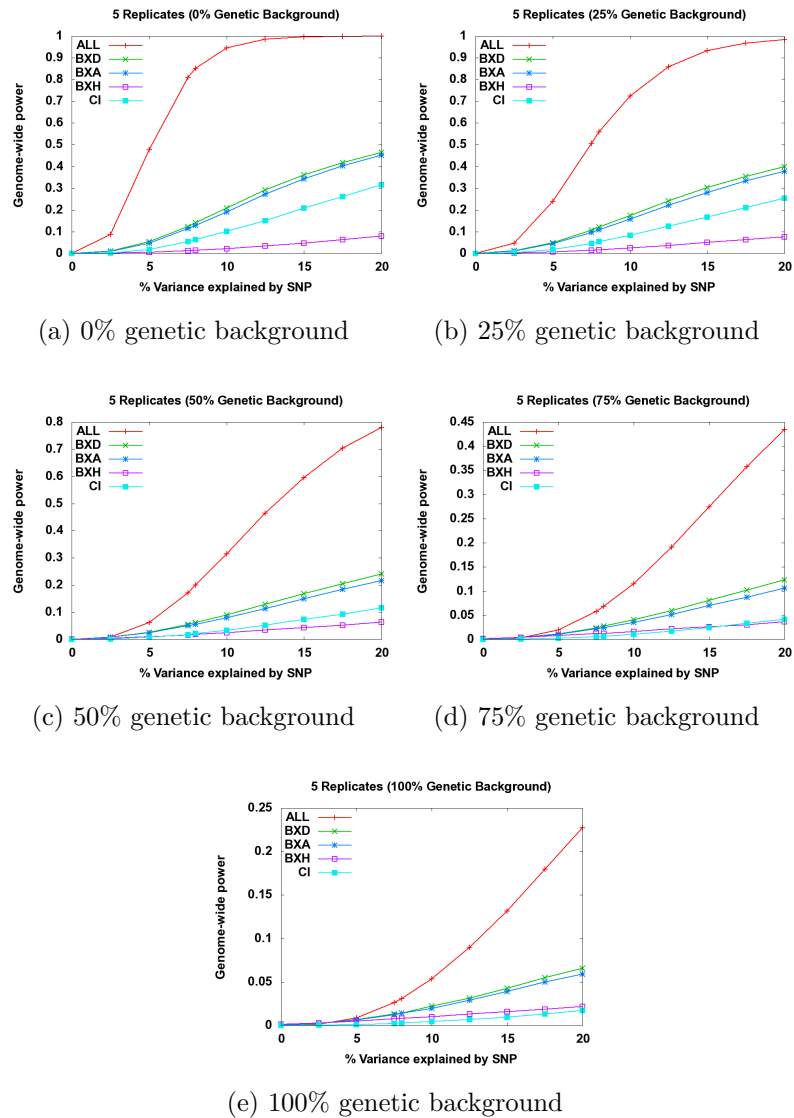 5 Replicates (0% Genetic Background)
Genome-wide power
1
0.9
0.8
0.7
0.6
0.5
0.4
0.3
0.2
0.1
0
ALL
BXD
BXA
BXH
CI
0 5 10 15 20
% Variance explained by SNP
(a) 0% genetic background
5 Replicates (25% Genetic Background)
Genome-wide power
1
0.9
0.8
0.7
0.6
0.5
0.4
0.3
0.2
0.1
0
ALL
BXD
BXA
BXH
CI
0 5 10 15 20
% Variance explained by SNP
(b) 25% genetic background
5 Replicates (50% Genetic Background)
Genome-wide power
0.8
0.7
0.6
0.5
0.4
0.3
0.2
0.1
0
ALL
BXD
BXA
BXH
CI
0 5 10 15 20
% Variance explained by SNP
(c) 50% genetic background
5 Replicates (75% Genetic Background)
Genome-wide power
0.45
0.4
0.35
0.3
0.25
0.2
0.15
0.1
0.05
0
ALL
BXD
BXA
BXH
CI
0 5 10 15 20
% Variance explained by SNP
(d) 75% genetic background
5 Replicates (100% Genetic Background)
Genome-wide power
0.25
0.2
0.15
0.1
0.05
0
ALL
BXD
BXA
BXH
CI
0 5 10 15 20
% Variance explained by SNP
(e) 100% genetic background